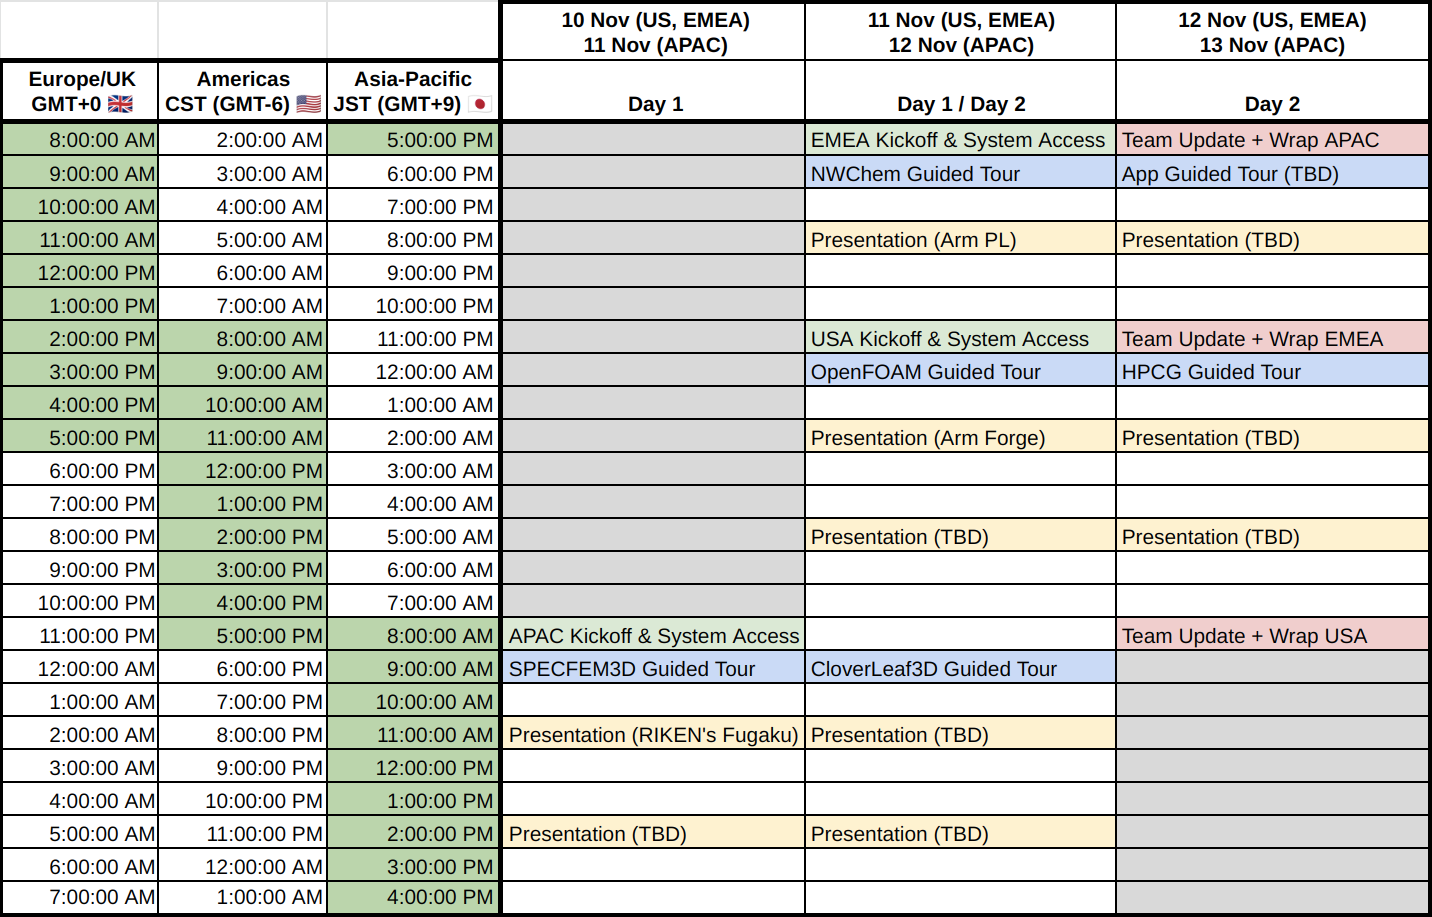 10 Nov (US, EMEA) 11 Nov (US, EMEA) 12 Nov (US, EMEA)
11 Nov (APAC) 12 Nov (APAC) 13 Nov (APAC)
Europe/UK Americas Asia-Pacific
GMT+0 🇬🇧 CST (GMT-6) 🇺🇸 JST (GMT+9) 🇯🇵 Day 1 Day 1 / Day 2 Day 2
8:00:00 AM 2:00:00 AM 5:00:00 PM EMEA Kickoff & System Access Team Update + Wrap APAC
9:00:00 AM 3:00:00 AM 6:00:00 PM NWChem Guided Tour App Guided Tour (TBD)
10:00:00 AM 4:00:00 AM 7:00:00 PM
11:00:00 AM 5:00:00 AM 8:00:00 PM Presentation (Arm PL) Presentation (TBD)
12:00:00 PM 6:00:00 AM 9:00:00 PM
1:00:00 PM 7:00:00 AM 10:00:00 PM
2:00:00 PM 8:00:00 AM 11:00:00 PM USA Kickoff & System Access Team Update + Wrap EMEA
3:00:00 PM 9:00:00 AM 12:00:00 AM OpenFOAM Guided Tour HPCG Guided Tour
4:00:00 PM 10:00:00 AM 1:00:00 AM
5:00:00 PM 11:00:00 AM 2:00:00 AM Presentation (Arm Forge) Presentation (TBD)
6:00:00 PM 12:00:00 PM 3:00:00 AM
7:00:00 PM 1:00:00 PM 4:00:00 AM
8:00:00 PM 2:00:00 PM 5:00:00 AM Presentation (TBD) Presentation (TBD)
9:00:00 PM 3:00:00 PM 6:00:00 AM
10:00:00 PM 4:00:00 PM 7:00:00 AM
11:00:00 PM 5:00:00 PM 8:00:00 AM APAC Kickoff & System Access Team Update + Wrap USA
12:00:00 AM 6:00:00 PM 9:00:00 AM SPECFEM3D Guided Tour CloverLeaf3D Guided Tour
1:00:00 AM 7:00:00 PM 10:00:00 AM
2:00:00 AM 8:00:00 PM 11:00:00 AM Presentation (RIKEN's Fugaku) Presentation (TBD)
3:00:00 AM 9:00:00 PM 12:00:00 PM
4:00:00 AM 10:00:00 PM 1:00:00 PM
5:00:00 AM 11:00:00 PM 2:00:00 PM Presentation (TBD) Presentation (TBD)
6:00:00 AM 12:00:00 AM 3:00:00 PM
7:00:00 AM 1:00:00 AM 4:00:00 PM